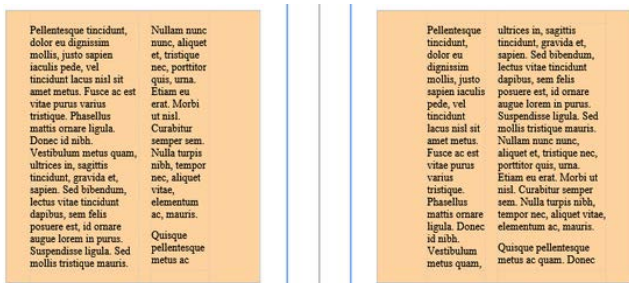 Pellentesque tincidunt,
dolor eu dignissim
mollis, justo sapien
iaculis pede, vel
tincidunt lacus nisl sit
amet metus. Fusce ac est
vitae purus varius
tristique. Phasellus
mattis ornare ligula.
Donec id nibh.
Vestibulum metus quam,
ultrices in, sagittis
tincidunt, gravida et,
sapien. Sed bibendum,
lectus vitae tincidunt
dapibus, sem felis
posuere est, id ornare
augue lorem in purus.
Suspendisse ligula. Sed
mollis tristique mauris.
Nullam nunc
nunc, aliquet
et, tristique
nec, porttitor
quis, urna.
Etiam eu
erat. Morbi
ut nisl.
Curabitur
semper sem.
Nulla turpis
nibh, tempor
nec, aliquet
vitae,
elementum
ac, mauris.
Quisque
pellentesque
metus ac
Pellentesque
tincidunt,
dolor eu
dignissim
mollis, justo
sapien iaculis
pede, vel
tincidunt
lacus nisl sit
amet metus.
Fusce ac est
vitae purus
varius
tristique.
Phasellus
mattis ornare
ligula. Donec
id nibh.
Vestibulum
metus quam,
ultrices in, sagittis
tincidunt, gravida et,
sapien. Sed bibendum,
lectus vitae tincidunt
dapibus, sem felis
posuere est, id ornare
augue lorem in purus.
Suspendisse ligula. Sed
mollis tristique mauris.
Nullam nunc nunc,
aliquet et, tristique nec,
porttitor quis, urna.
Etiam eu erat. Morbi ut
nisl. Curabitur semper
sem. Nulla turpis nibh,
tempor nec, aliquet vitae,
elementum ac, mauris.
Quisque pellentesque
metus ac quam. Donec